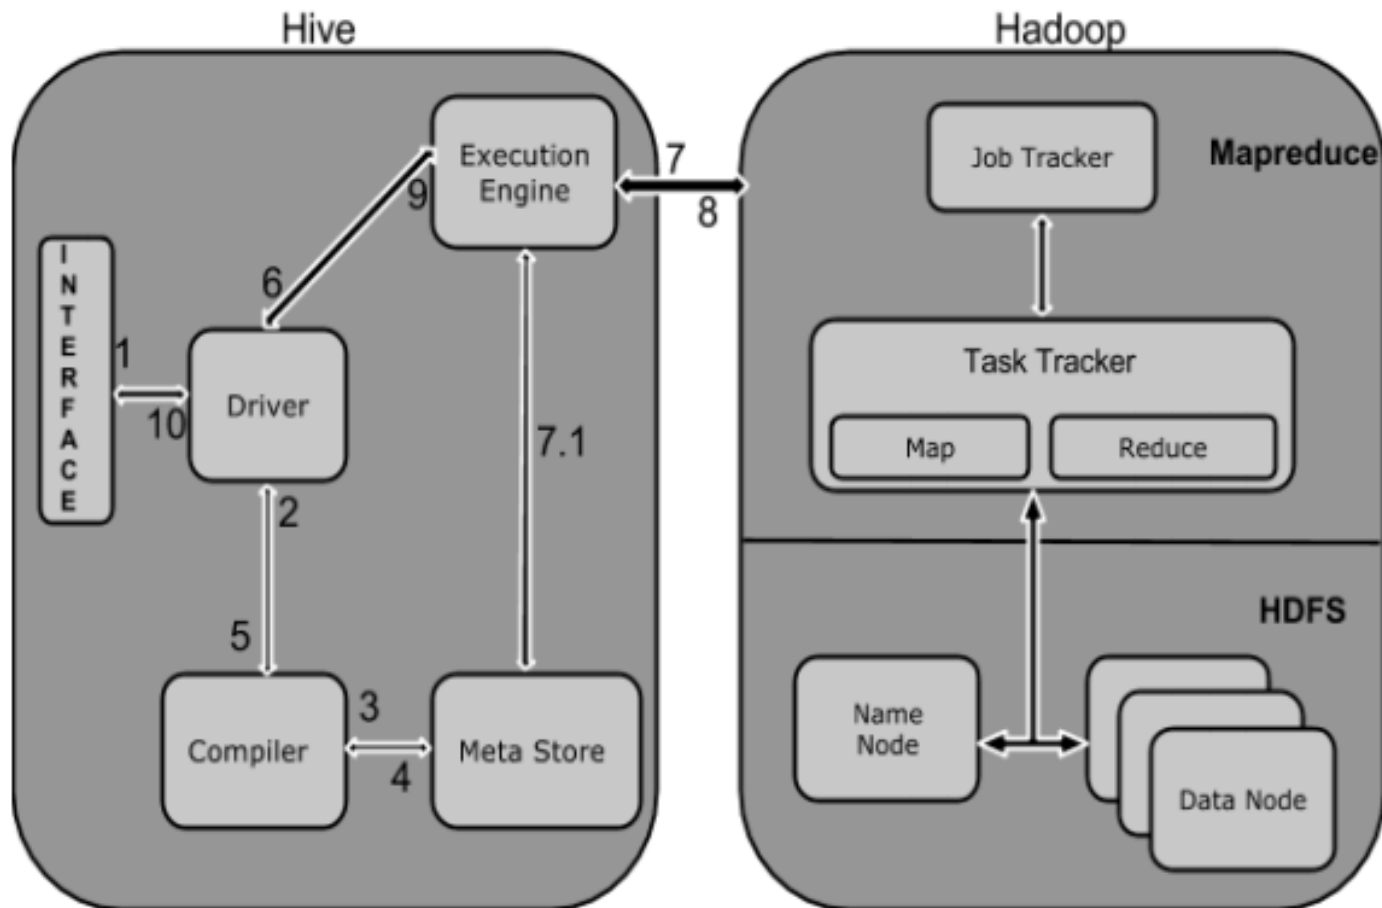 Hive
Hadoop
Execution
Engine
7
8
9
6
INTERFACE
1
10
Driver
2
7.1
5
Compiler
3
4
Meta Store
Job Tracker
Mapreduce
Task Tracker
Map
Reduce
HDFS
Name
Node
Data Node